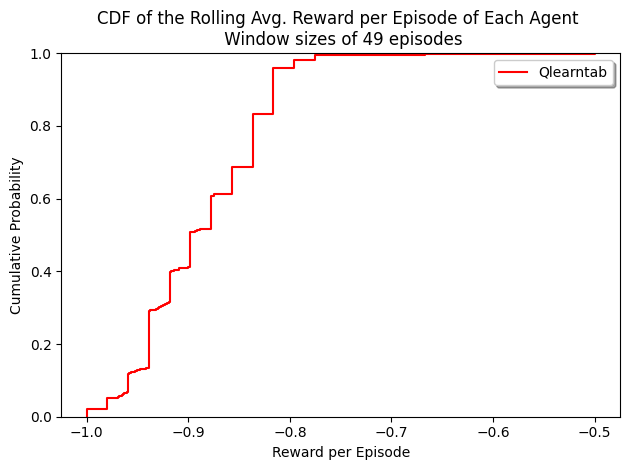 CDF of the Rolling Avg. Reward per Episode of Each Agent
Window sizes of 49 episodes
1.0
0.8
0.6
0.4
0.2
0.0
Cumulative Probability
Qlearntab
−1.0 −0.9 −0.8 −0.7 −0.6 −0.5
Reward per Episode